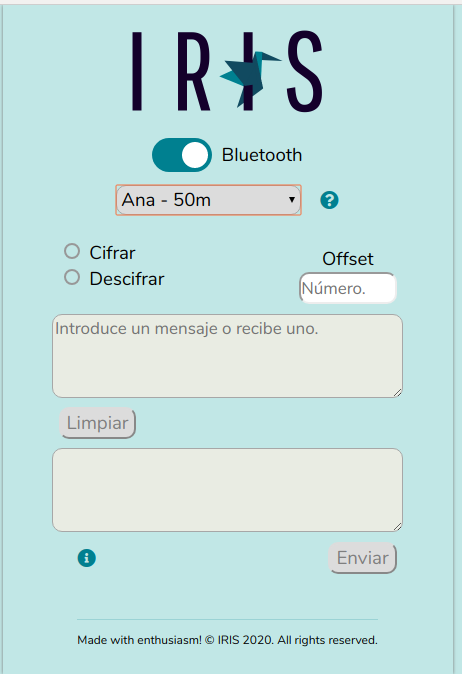 IRIS
Bluetooth
Ana - 50m
Cifrar
Descifrar
Offset
Número.
Introduce un mensaje o recibe uno.
Limpiar
Enviar
Made with enthusiasm! © IRIS 2020. All rights reserved.